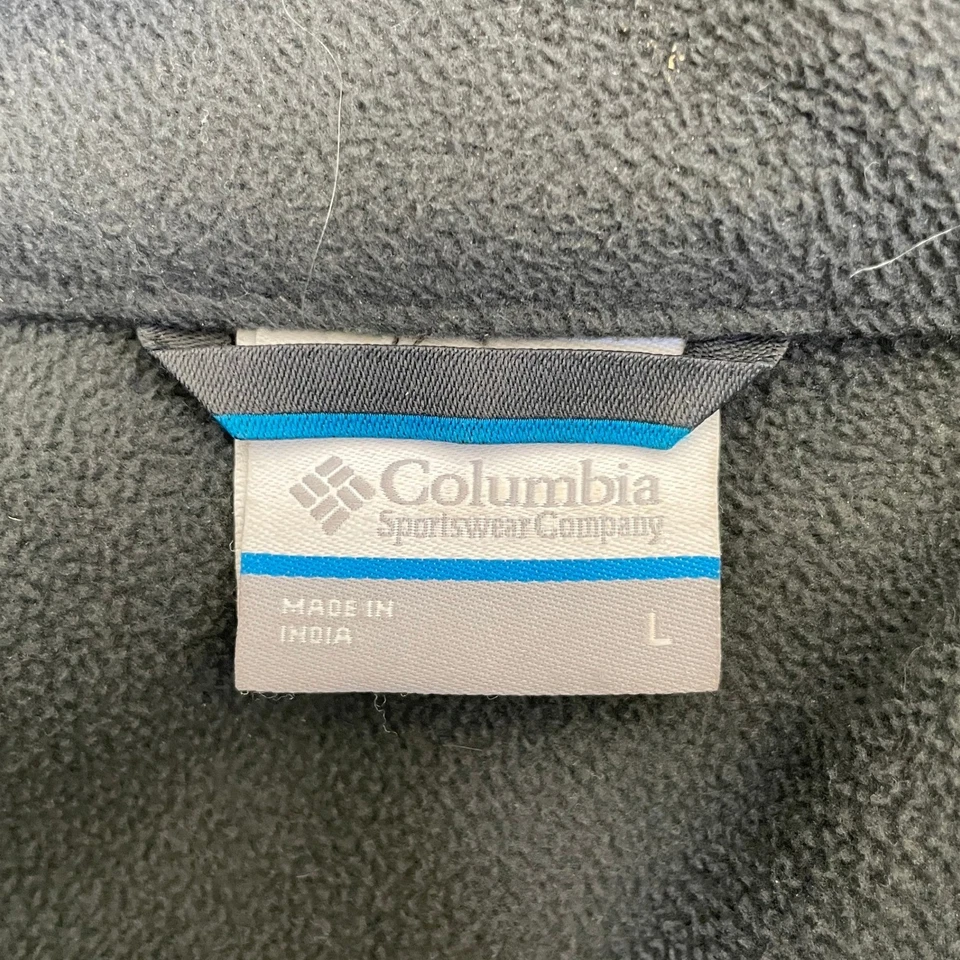 Columbia
Sportswear Company
MADE IN
INDIA
L